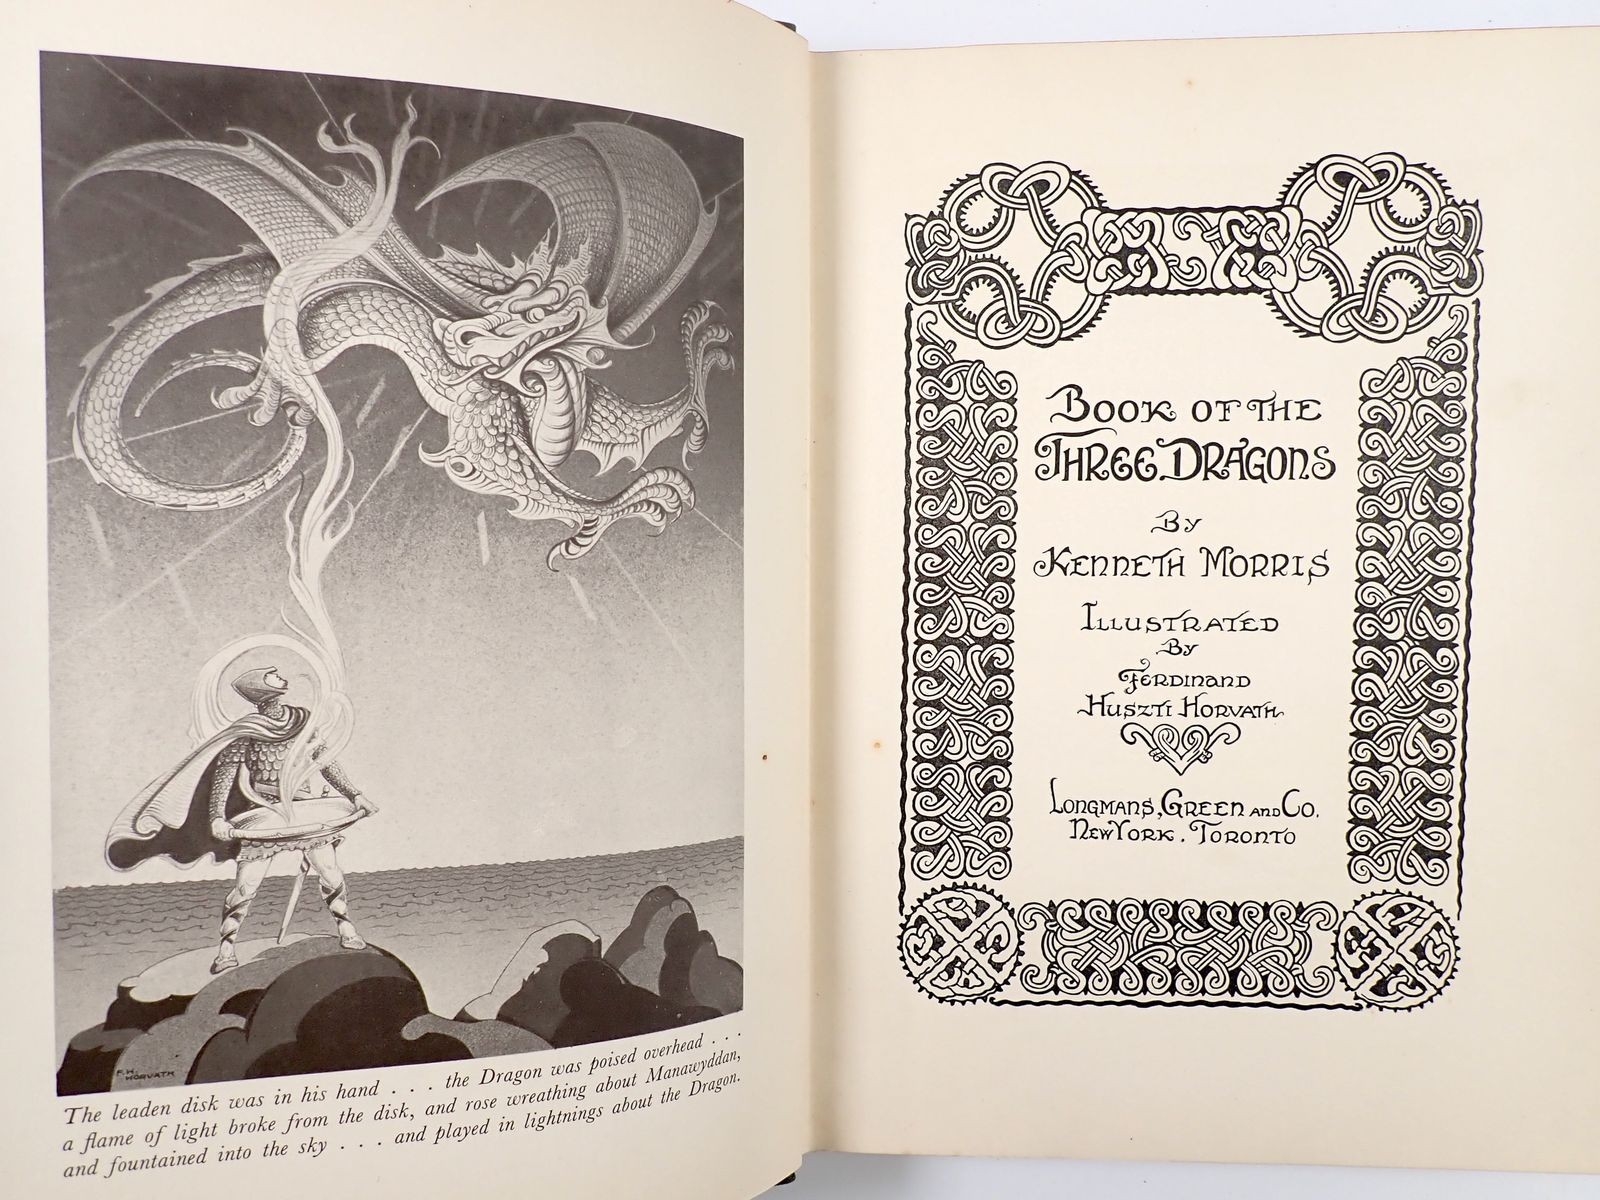 F. H.
HORVATH
The leaden disk was in his hand . . . the Dragon was poised overhead . . .
a flame of light broke from the disk, and rose wreathing about Manawyddan,
and fountained into the sky . . . and played in lightnings about the Dragon.
BOOK OF THE
THREE DRAGONS
BY
KENNETH MORRIS
ILLUSTRATED
BY
FERDINAND
HUSZTI HORVATH
LONGMANS, GREEN AND CO.
NEW YORK . TORONTO